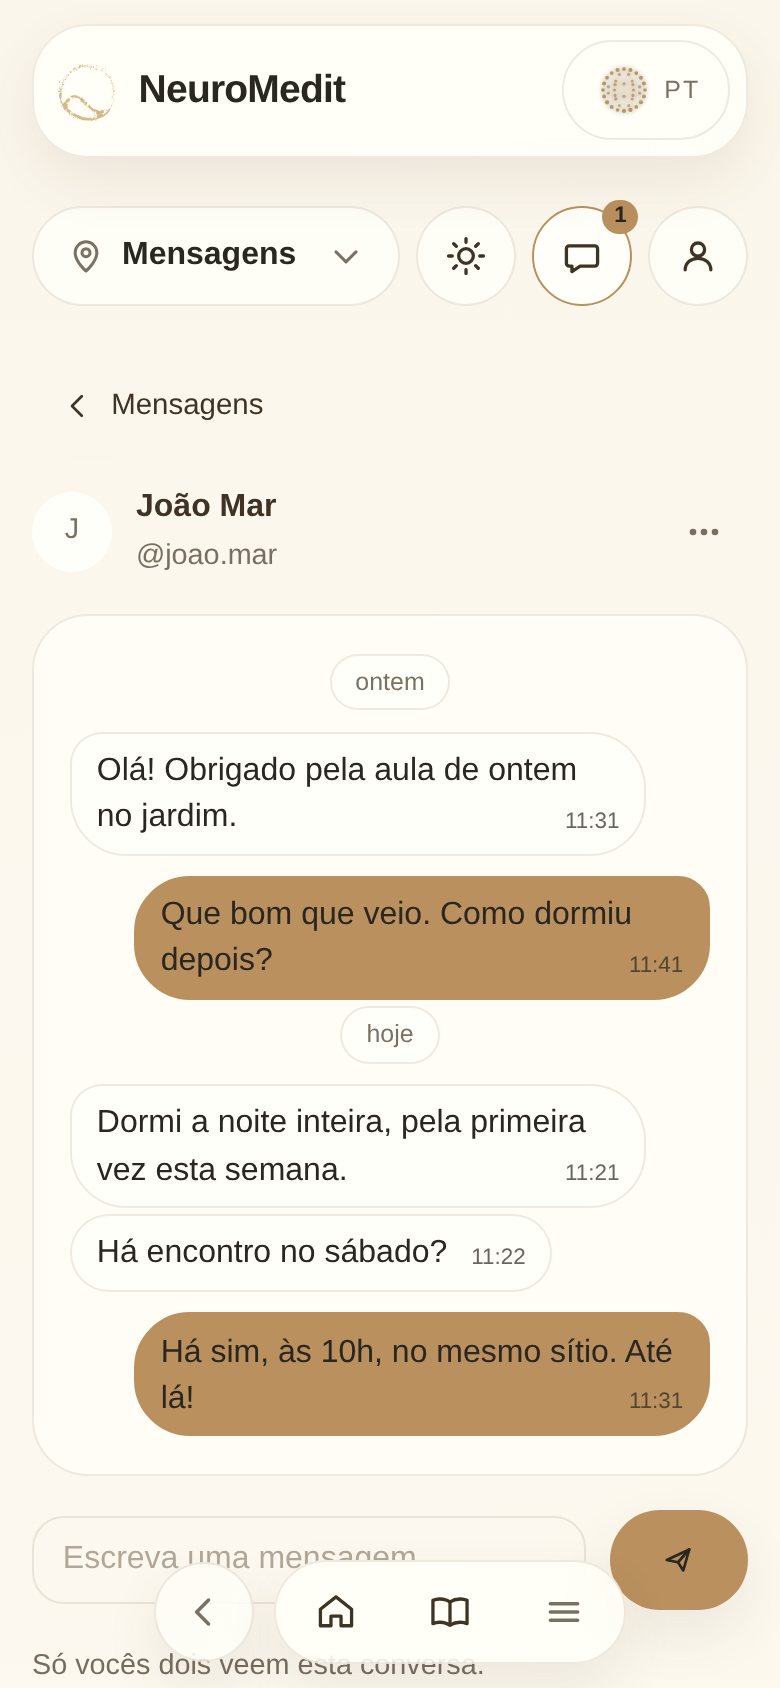 NeuroMedit
PT
Mensagens
1
Mensagens
J
João Mar
@joao.mar
ontem
Olá! Obrigado pela aula de ontem
no jardim.
11:31
Que bom que veio. Como dormiu
depois?
11:41
hoje
Dormi a noite inteira, pela primeira
vez esta semana.
11:21
Há encontro no sábado?
11:22
Há sim, às 10h, no mesmo sítio. Até
lá!
11:31
Escreva uma mensagem
Só vocês dois veem esta conversa.